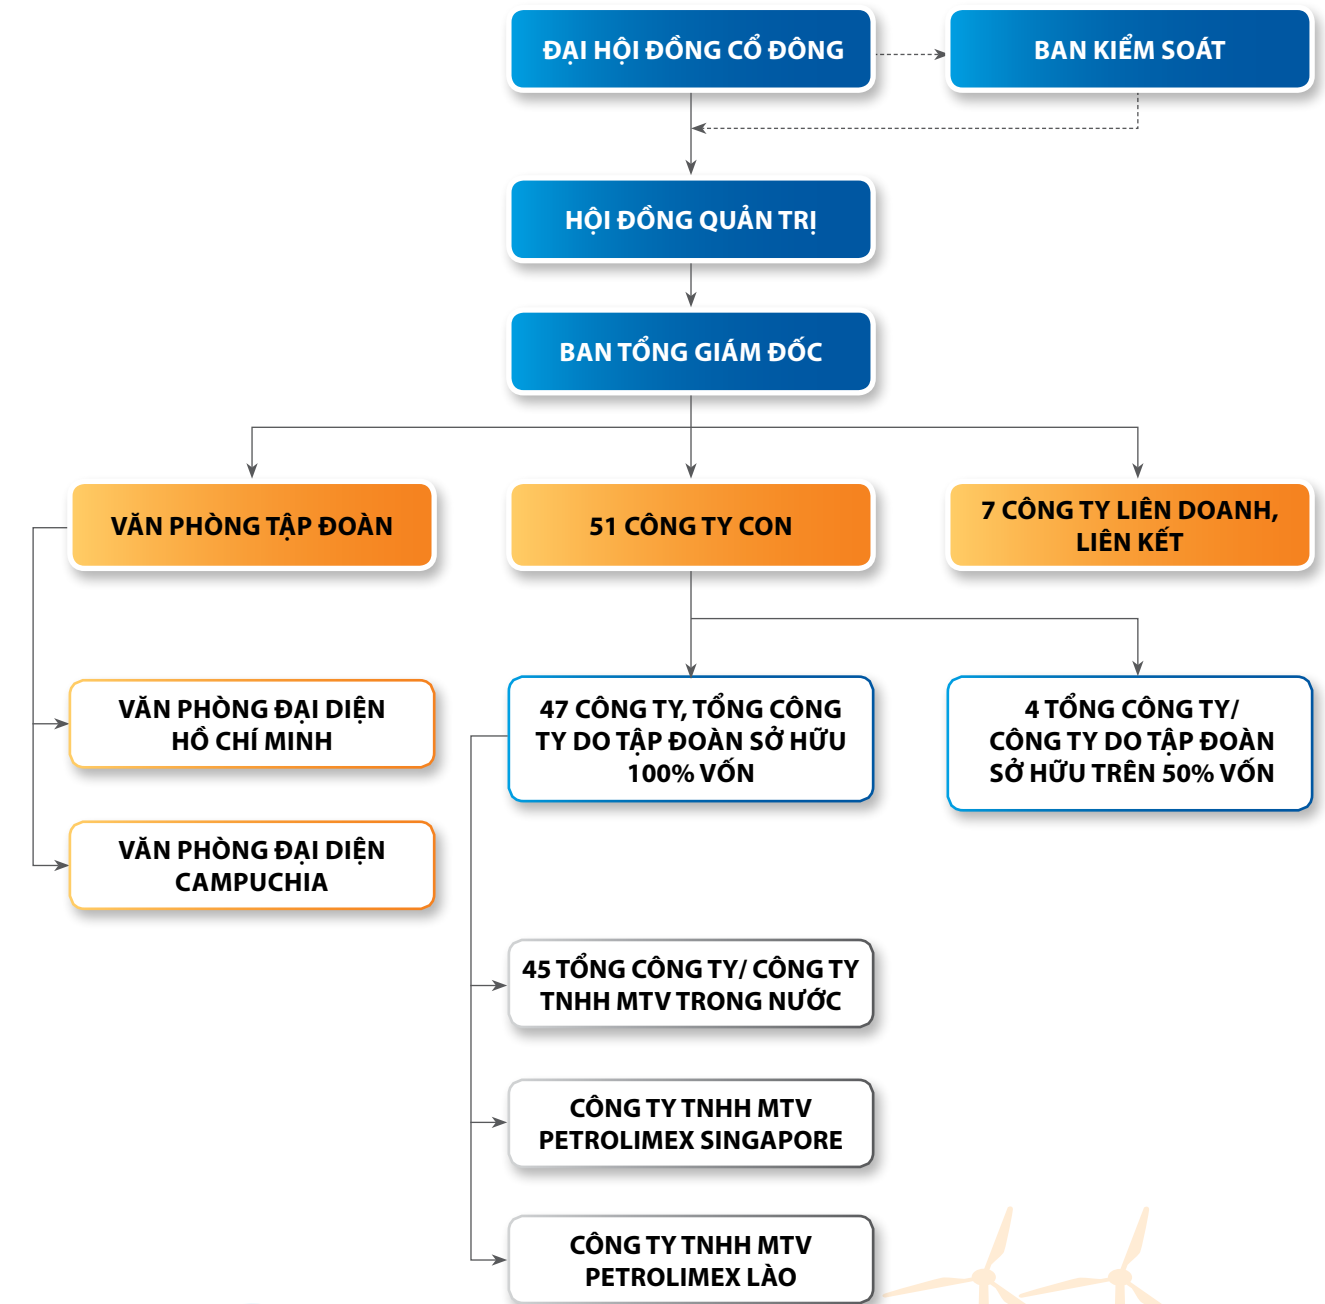 ĐẠI HỘI ĐỒNG CỔ ĐÔNG
BAN KIỂM SOÁT
HỘI ĐỒNG QUẢN TRỊ
BAN TỔNG GIÁM ĐỐC
VĂN PHÒNG TẬP ĐOÀN
51 CÔNG TY CON
7 CÔNG TY LIÊN DOANH,
LIÊN KẾT
VĂN PHÒNG ĐẠI DIỆN
HỒ CHÍ MINH
47 CÔNG TY, TỔNG CÔNG
TY DO TẬP ĐOÀN SỞ HỮU
100% VỐN
4 TỔNG CÔNG TY/
CÔNG TY DO TẬP ĐOÀN
SỞ HỮU TRÊN 50% VỐN
VĂN PHÒNG ĐẠI DIỆN
CAMPUCHIA
45 TỔNG CÔNG TY/ CÔNG TY
TNHH MTV TRONG NƯỚC
CÔNG TY TNHH MTV
PETROLIMEX SINGAPORE
CÔNG TY TNHH MTV
PETROLIMEX LÀO